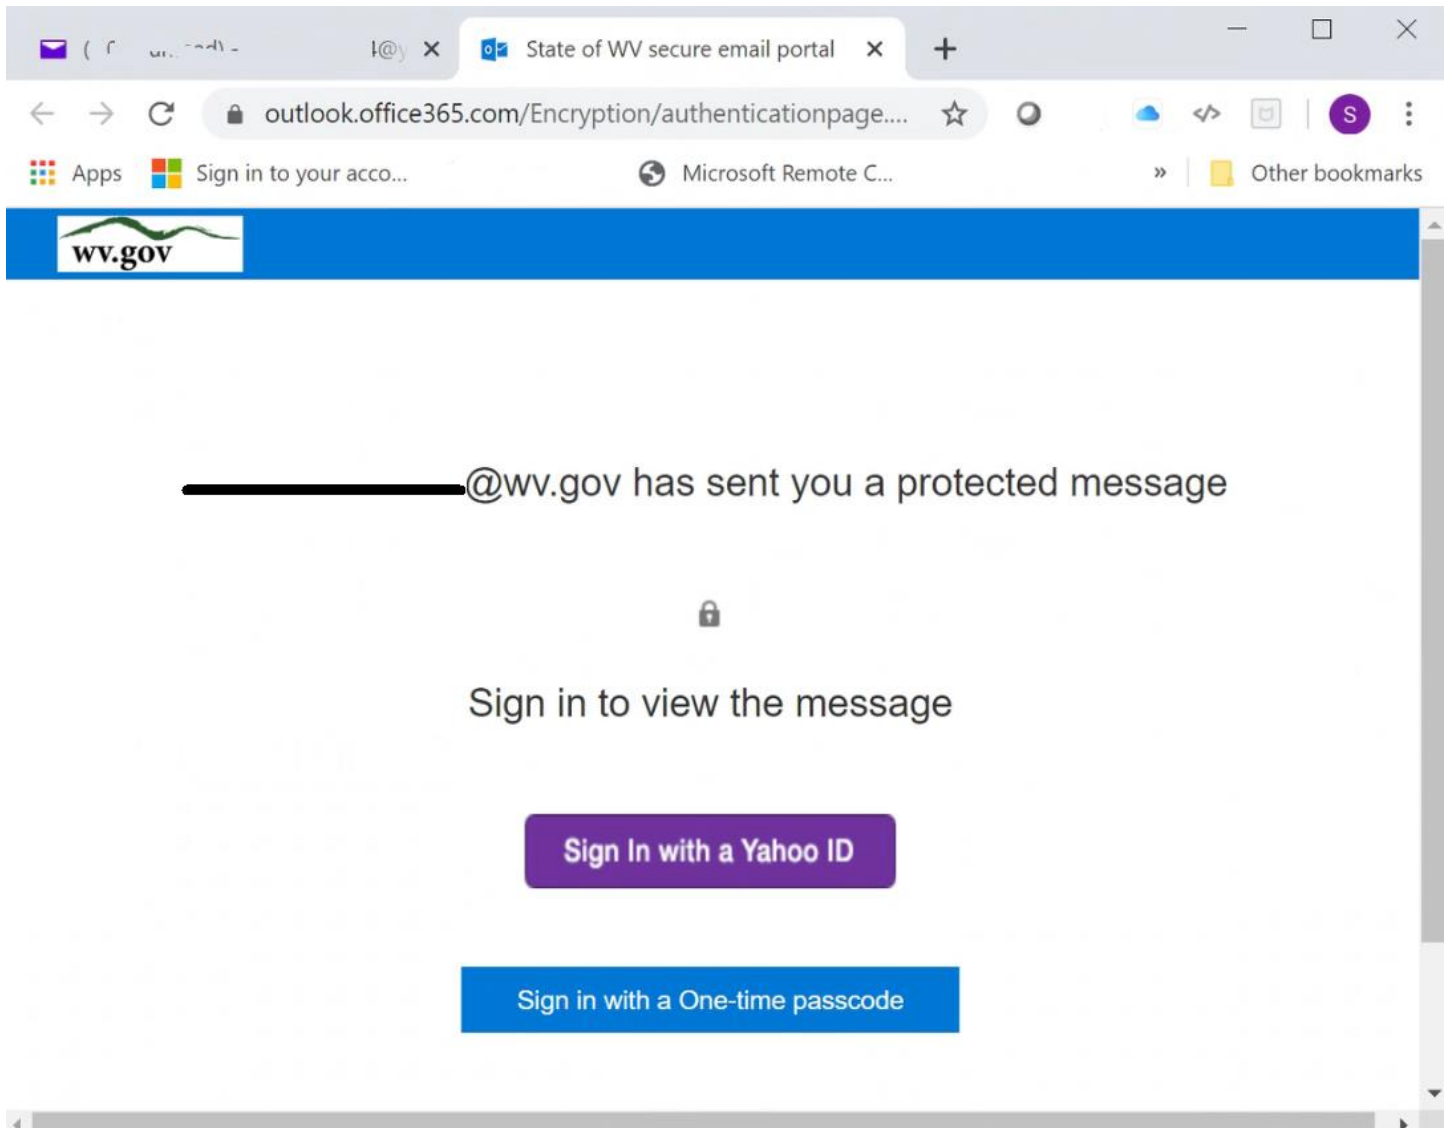 State of WV secure email portal
outlook.office365.com/Encryption/authenticationpage....
S
Apps Sign in to your acco... Microsoft Remote C... » Other bookmarks
wv.gov
@wv.gov has sent you a protected message
Sign in to view the message
Sign In with a Yahoo ID
Sign in with a One-time passcode